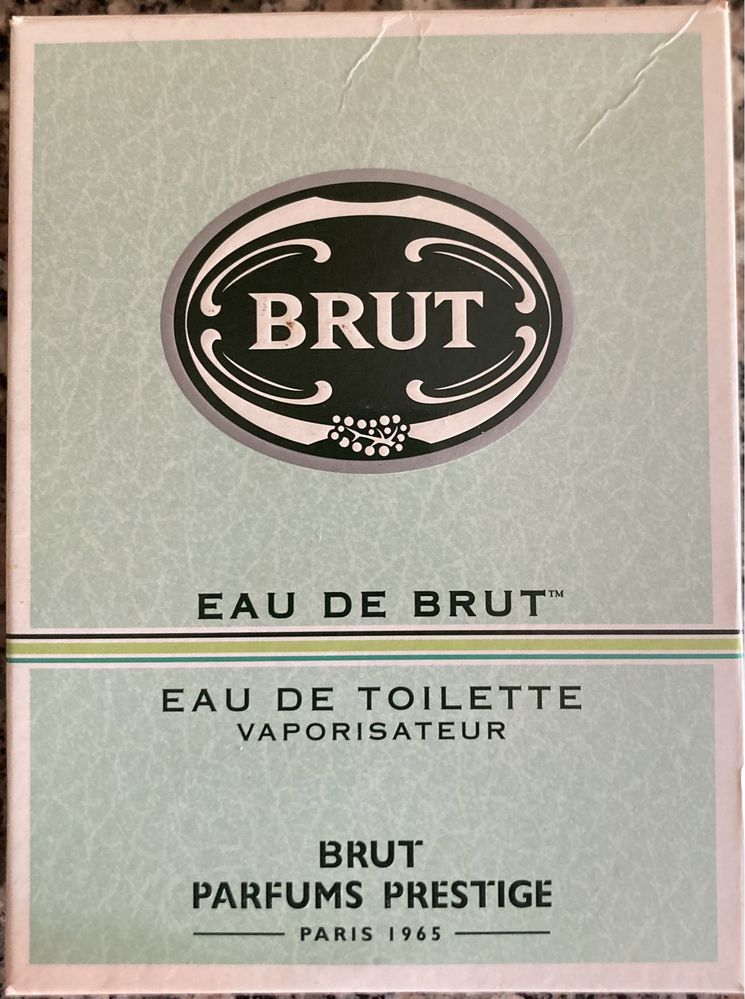 BRUT
EAU DE BRUT™
EAU DE TOILETTE
VAPORISATEUR
BRUT
PARFUMS PRESTIGE
PARIS 1965